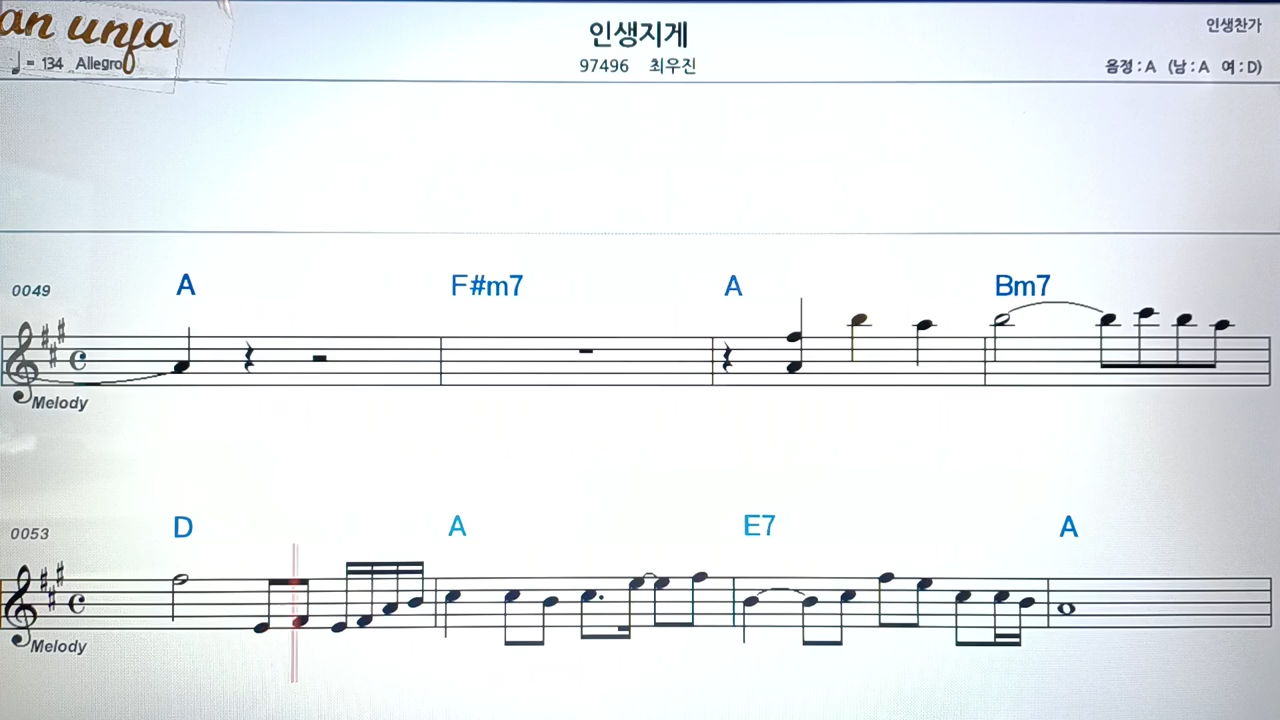 an unfa
인생지게
인생찬가
♩ = 134 Allegro
97496 최우진
음정 : A (남 : A 여 : D)
0049
A F#m7 A Bm7
Melody
0053
D A E7 A
Melody